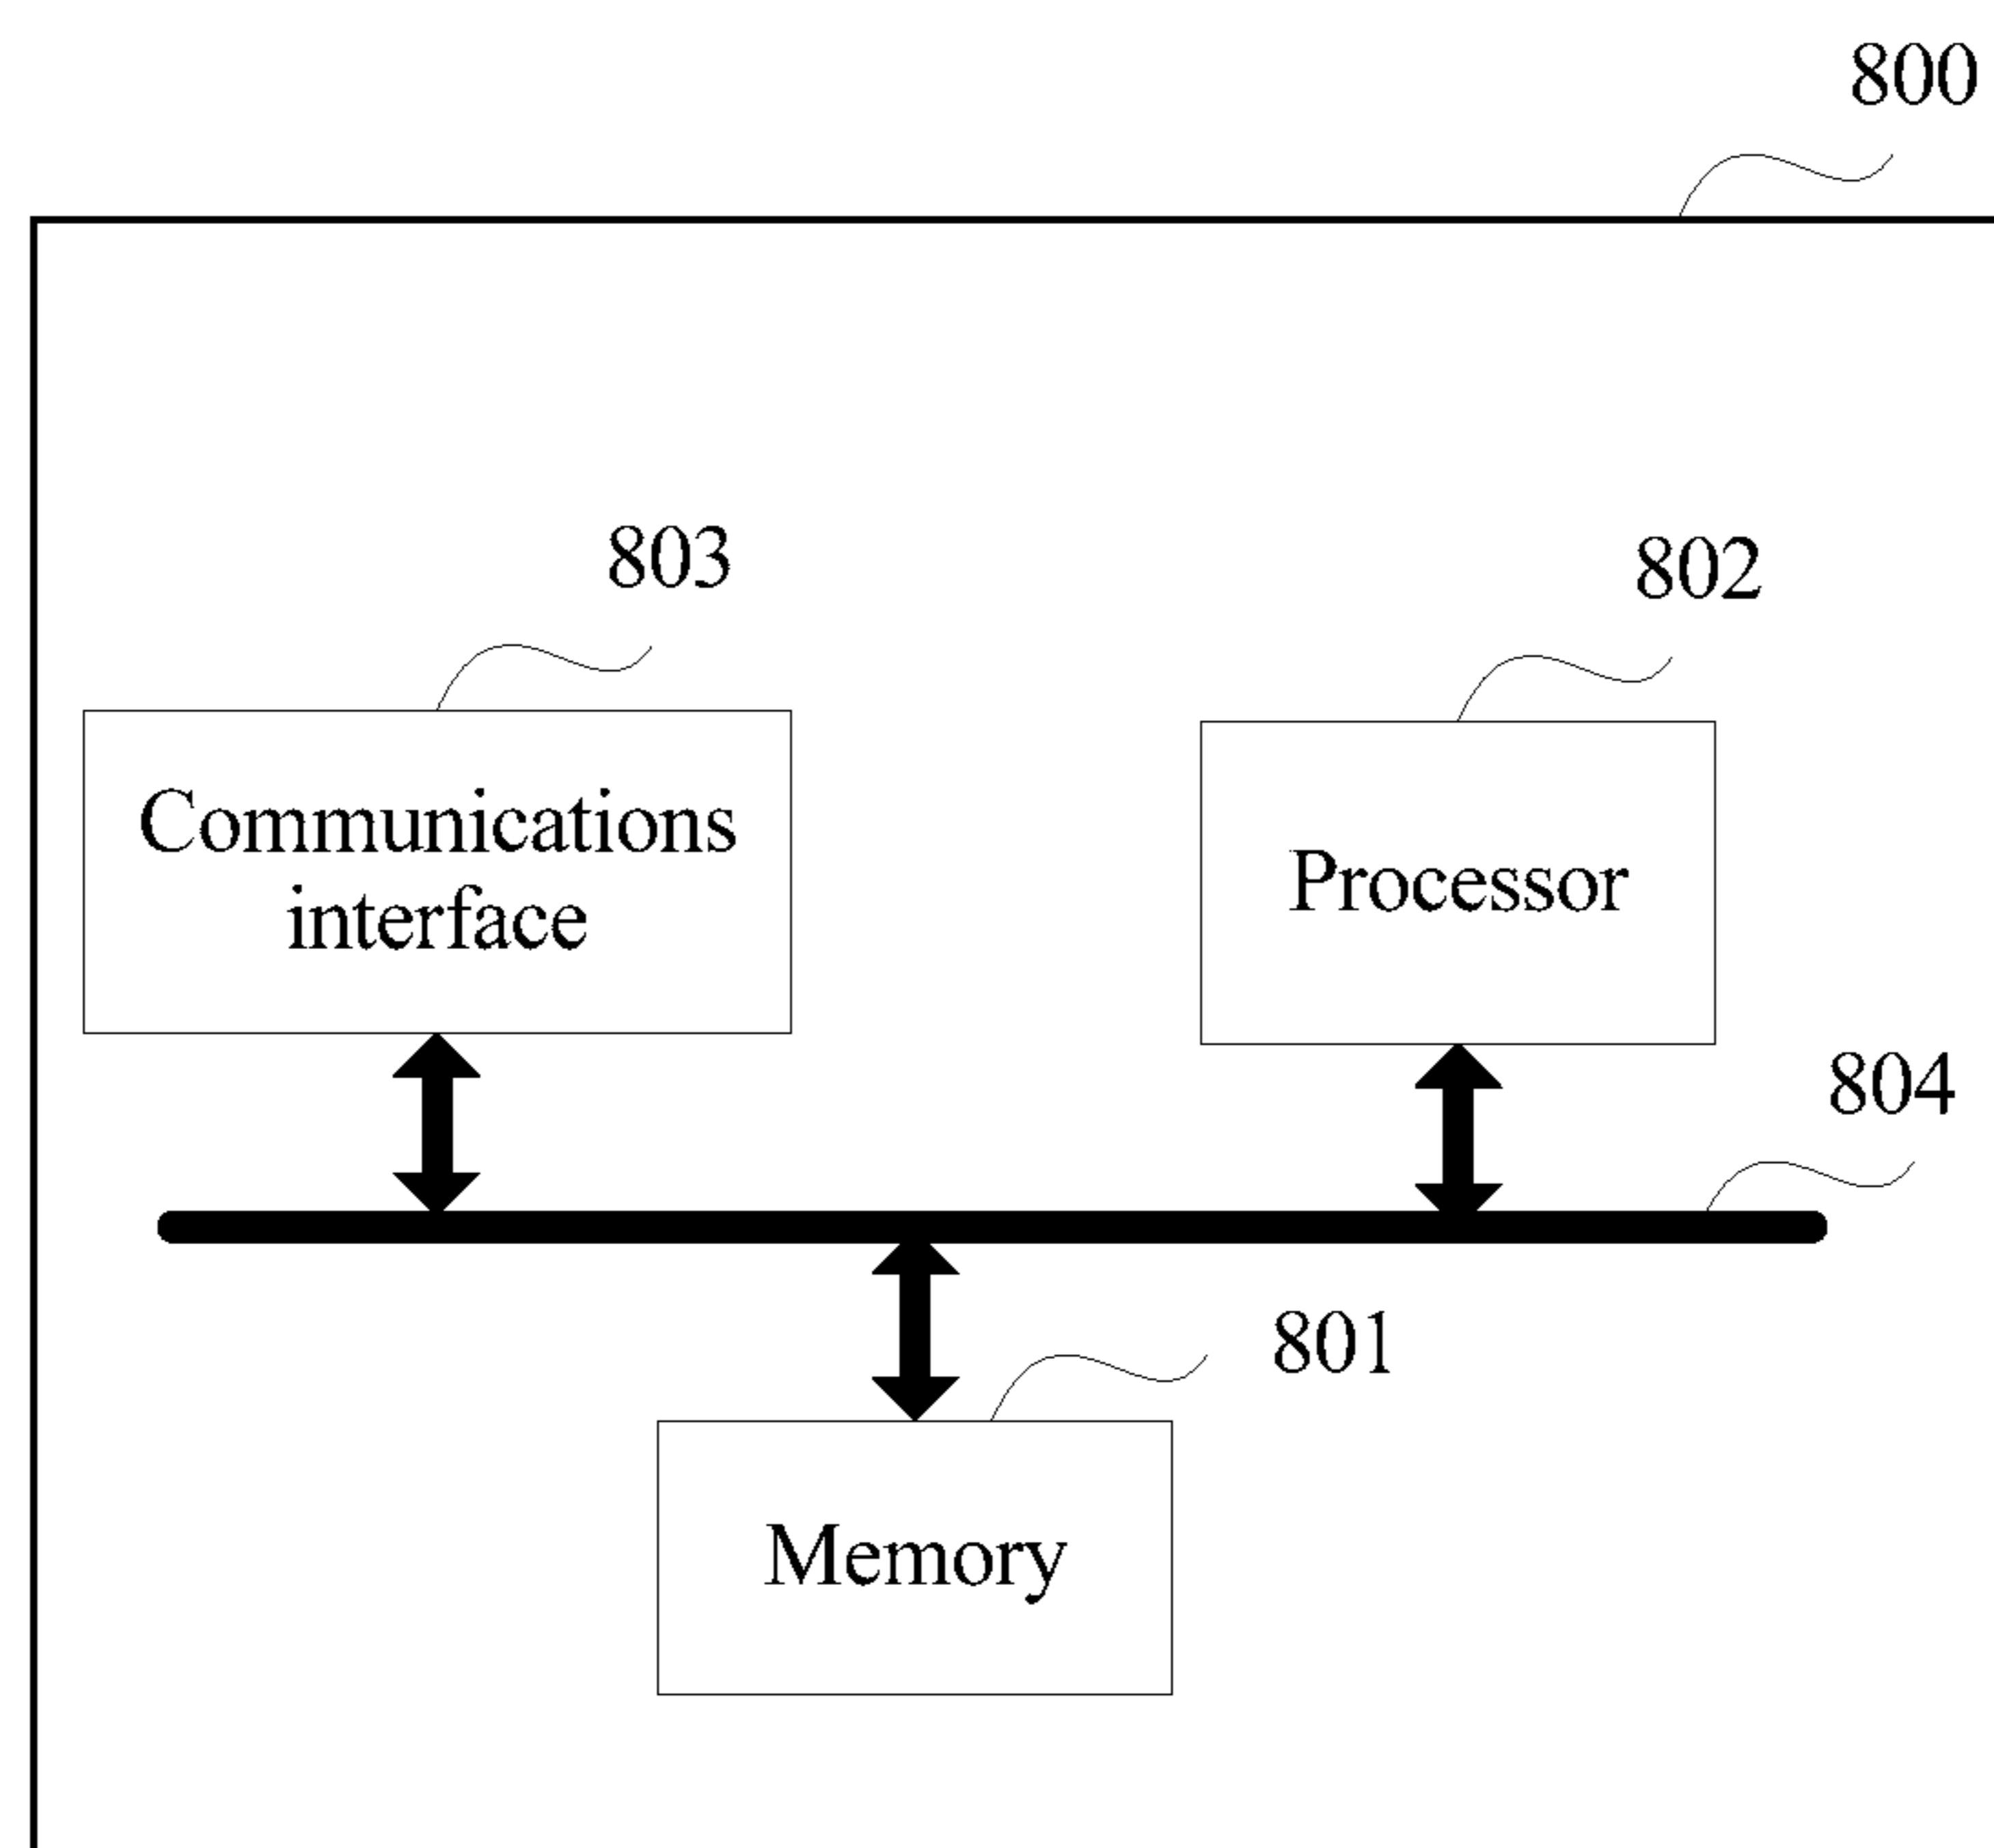 800
803
802
Communications
interface
Processor
804
801
Memory